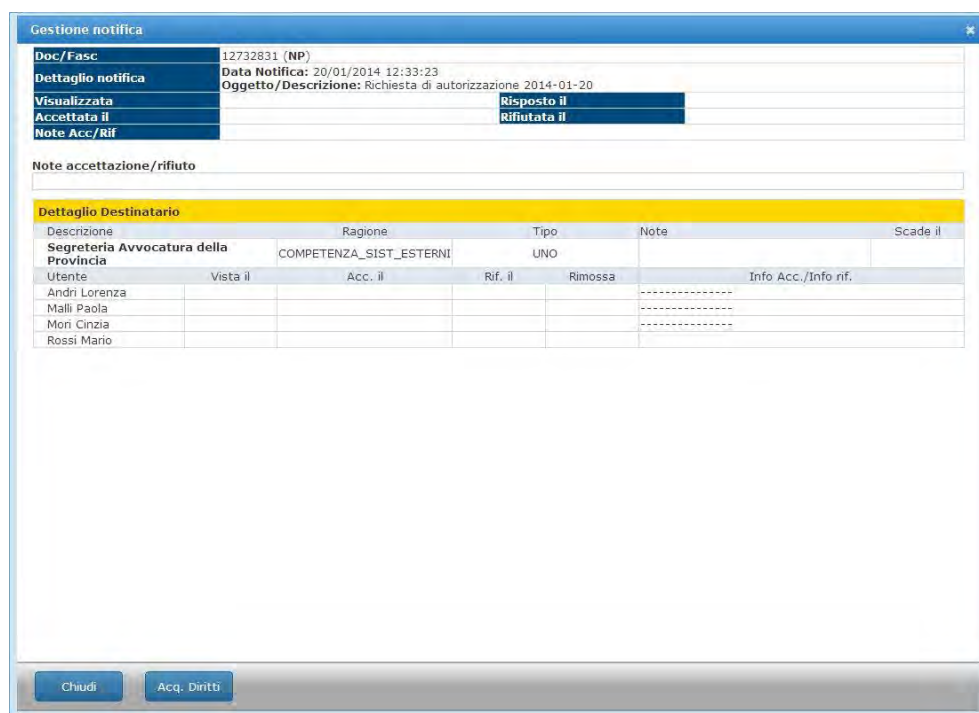 Gestione notifica
Doc/Fasc 12732831 (NP)
Dettaglio notifica Data Notifica: 20/01/2014 12:33:23
Oggetto/Descrizione: Richiesta di autorizzazione 2014-01-20
Visualizzata Risposto il
Accettata il Rifiutata il
Note Acc/Rif
Note accettazione/rifiuto
Dettaglio Destinatario
Descrizione Ragione Tipo Note Scade il
Segreteria Avvocatura della Provincia COMPETENZA_SIST_ESTERNI UNO
Utente Vista il Acc. il Rif. il Rimossa Info Acc./Info rif.
Andri Lorenza ---------------
Malli Paola ---------------
Mori Cinzia ---------------
Rossi Mario
Chiudi Acq. Diritti